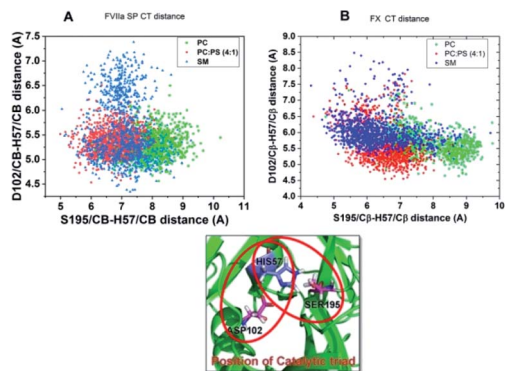 A
FVIIa SP CT distance
PC
PC:PS (4:1)
SM
D102/CB-H57/CB distance (A)
7.5
7.0
6.5
6.0
5.5
5.0
4.5
5 6 7 8 9 10 11
S195/CB-H57/CB distance (A)
B
FX CT distance
PC
PC:PS (4:1)
SM
D102/Cβ-H57/Cβ distance (A)
9.0
8.5
8.0
7.5
7.0
6.5
6.0
5.5
5.0
4.5
4.0
4 5 6 7 8 9 10
S195/Cβ-H57/Cβ distance (A)
HIS57
SER195
ASP102
Position of Catalytic triad